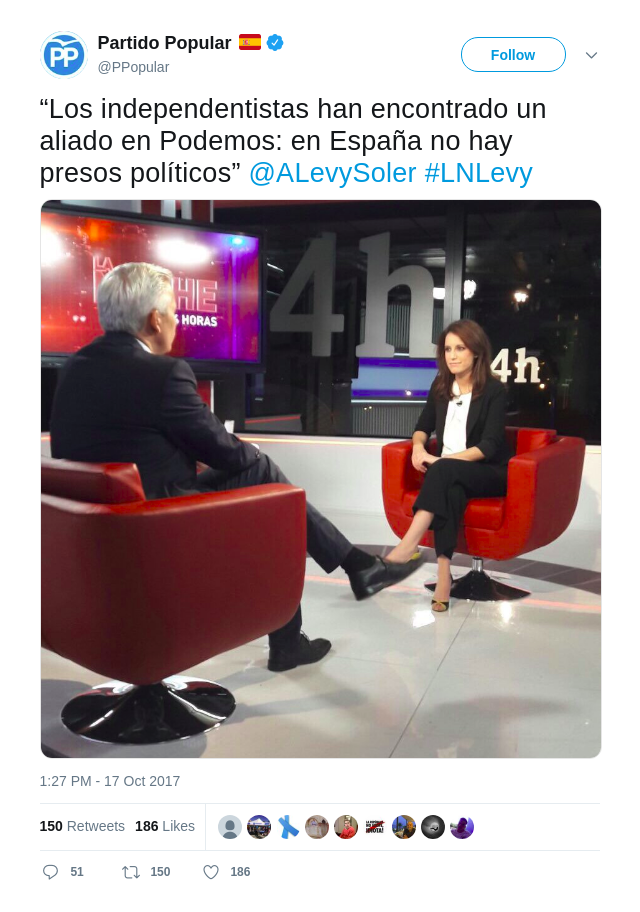 Partido Popular
@PPopular
Follow
“Los independentistas han encontrado un
aliado en Podemos: en España no hay
presos políticos” @ALevySoler #LNLevy
4h
HORAS
4h
1:27 PM - 17 Oct 2017
150 Retweets 186 Likes
51 150 186